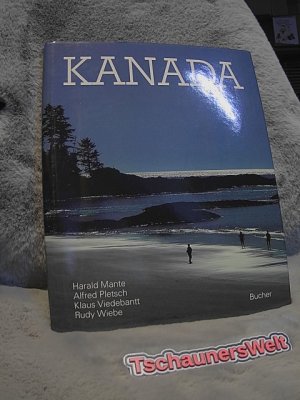 KANADA
Harald Mante
Alfred Pletsch
Klaus Viedebantt
Rudy Wiebe
Bucher
TschaunersWelt